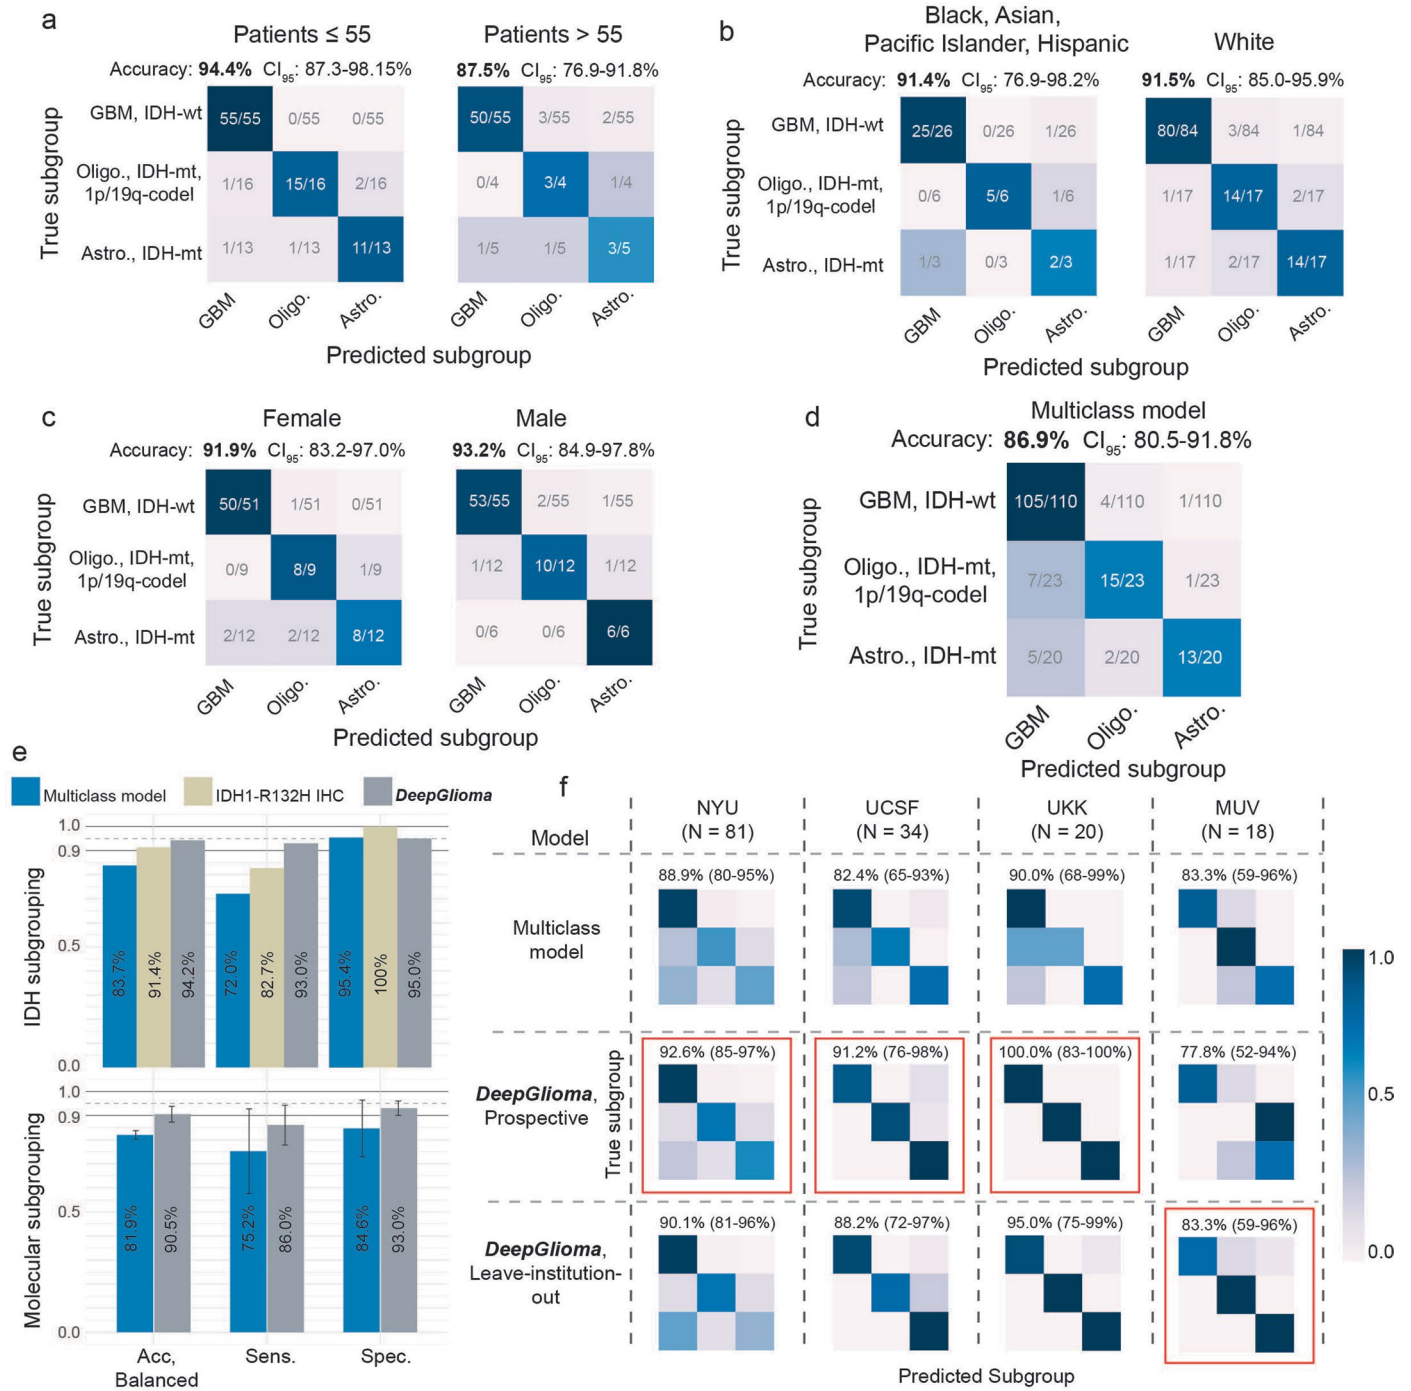 a
Patients ≤ 55
Patients > 55
Accuracy: 94.4% CI95: 87.3-98.15%
87.5% CI95: 76.9-91.8%
True subgroup
GBM, IDH-wt
55/55 0/55 0/55
50/55 3/55 2/55
Oligo., IDH-mt,
1p/19q-codel
1/16 15/16 2/16
0/4 3/4 1/4
Astro., IDH-mt
1/13 1/13 11/13
1/5 1/5 3/5
GBM Oligo. Astro.
GBM Oligo. Astro.
Predicted subgroup
b
Black, Asian,
Pacific Islander, Hispanic
White
Accuracy: 91.4% CI95: 76.9-98.2%
91.5% CI95: 85.0-95.9%
True subgroup
GBM, IDH-wt
25/26 0/26 1/26
80/84 3/84 1/84
Oligo., IDH-mt,
1p/19q-codel
0/6 5/6 1/6
1/17 14/17 2/17
Astro., IDH-mt
1/3 0/3 2/3
1/17 2/17 14/17
GBM Oligo. Astro.
GBM Oligo. Astro.
Predicted subgroup
c
Female
Male
Accuracy: 91.9% CI95: 83.2-97.0%
93.2% CI95: 84.9-97.8%
True subgroup
GBM, IDH-wt
50/51 1/51 0/51
53/55 2/55 1/55
Oligo., IDH-mt,
1p/19q-codel
0/9 8/9 1/9
1/12 10/12 1/12
Astro., IDH-mt
2/12 2/12 8/12
0/6 0/6 6/6
GBM Oligo. Astro.
GBM Oligo. Astro.
Predicted subgroup
d
Multiclass model
Accuracy: 86.9% CI95: 80.5-91.8%
True subgroup
GBM, IDH-wt
105/110 4/110 1/110
Oligo., IDH-mt,
1p/19q-codel
7/23 15/23 1/23
Astro., IDH-mt
5/20 2/20 13/20
GBM Oligo. Astro.
Predicted subgroup
e
Multiclass model IDH1-R132H IHC DeepGlioma
IDH subgrouping
1.0
0.9
0.5
0.0
83.7% 91.4% 94.2% 72.0% 82.7% 93.0% 95.4% 100% 95.0%
Molecular subgrouping
1.0
0.9
0.5
0.0
81.9% 90.5% 75.2% 86.0% 84.6% 93.0%
Acc,
Balanced
Sens.
Spec.
f
Model
NYU
(N = 81)
UCSF
(N = 34)
UKK
(N = 20)
MUV
(N = 18)
Multiclass
model
88.9% (80-95%)
82.4% (65-93%)
90.0% (68-99%)
83.3% (59-96%)
DeepGlioma,
Prospective
True subgroup
92.6% (85-97%)
91.2% (76-98%)
100.0% (83-100%)
77.8% (52-94%)
DeepGlioma,
Leave-institution-
out
90.1% (81-96%)
88.2% (72-97%)
95.0% (75-99%)
83.3% (59-96%)
Predicted Subgroup
1.0
0.5
0.0